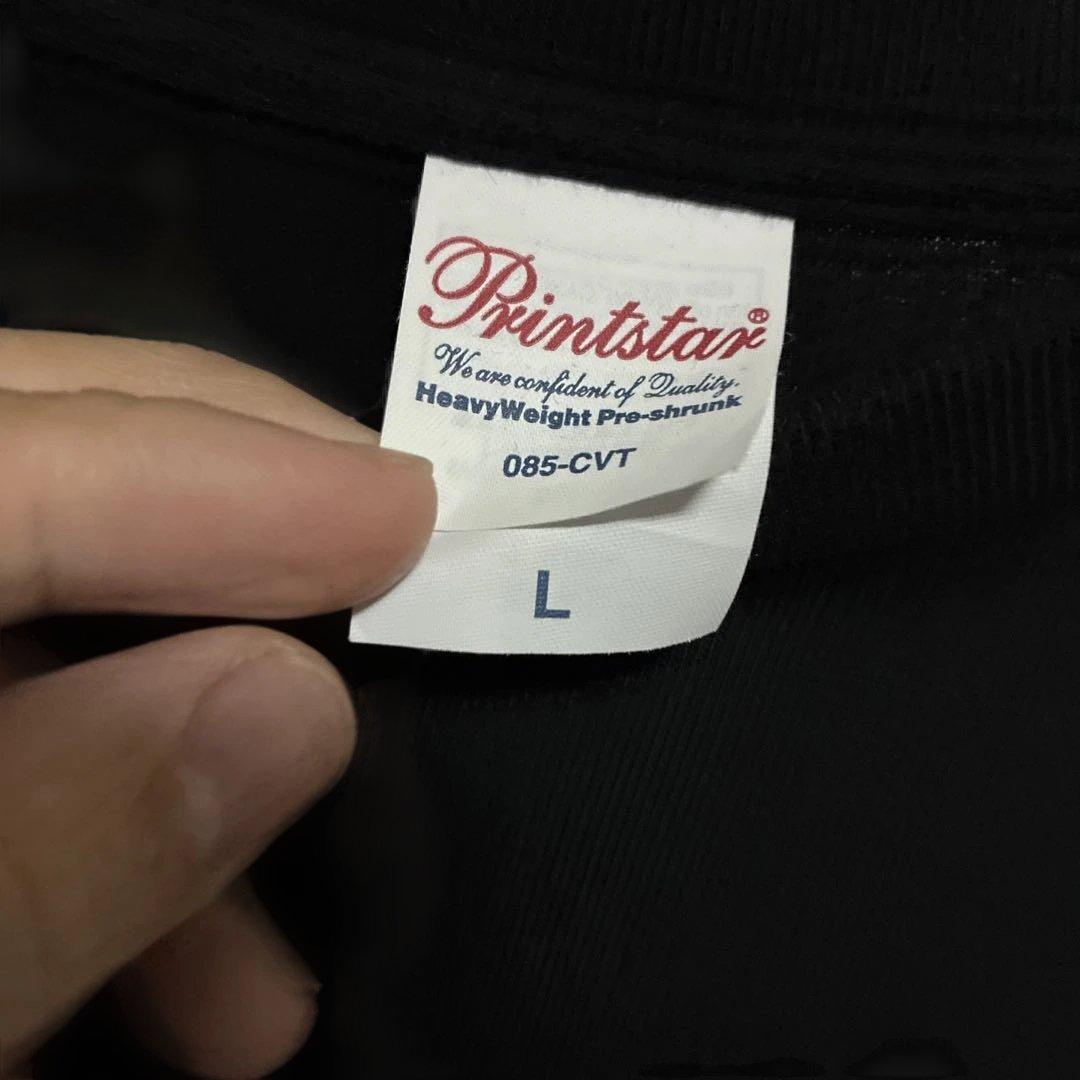 Printstar®
We are confident of Quality.
HeavyWeight Pre-shrunk
085-CVT
L